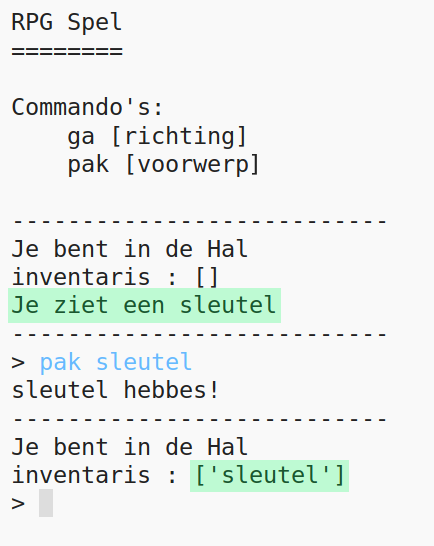 RPG Spel
========
Commando's:
ga [richting]
pak [voorwerp]
---------------------------
Je bent in de Hal
inventaris : []
Je ziet een sleutel
---------------------------
> pak sleutel
sleutel hebbes!
---------------------------
Je bent in de Hal
inventaris : ['sleutel']
>